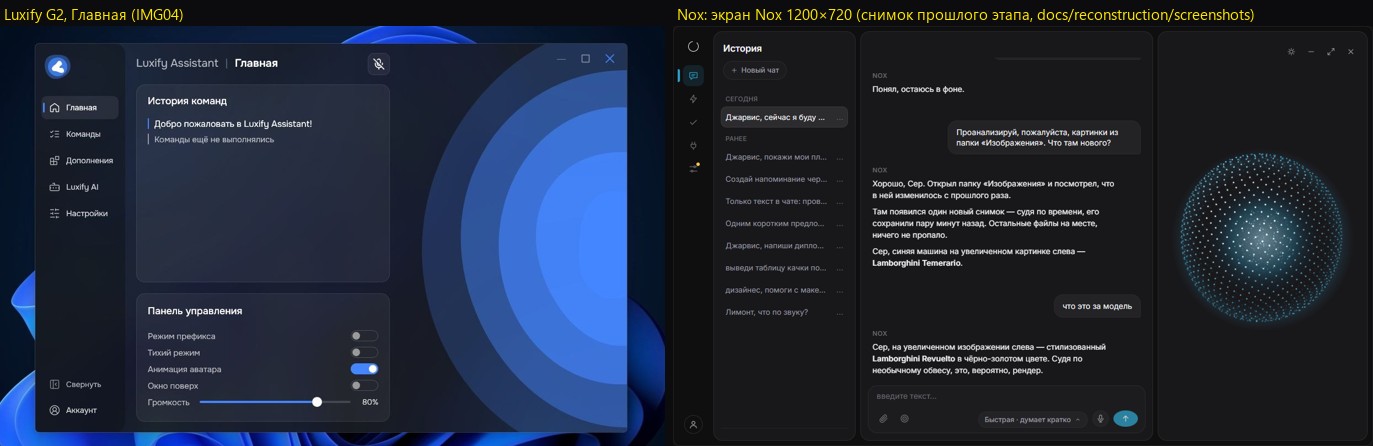 Luxify G2, Главная (IMG04)
Luxify Assistant | Главная
Главная
Команды
Дополнения
Luxify AI
Настройки
Свернуть
Аккаунт
История команд
Добро пожаловать в Luxify Assistant!
Команды ещё не выполнялись
Панель управления
Режим префикса
Тихий режим
Анимация аватара
Окно поверх
Громкость 80%
Nox: экран Nox 1200×720 (снимок прошлого этапа, docs/reconstruction/screenshots)
История
+ Новый чат
СЕГОДНЯ
Джарвис, сейчас я буду ... ...
РАНЕЕ
Джарвис, покажи мои пл... ...
Создай напоминание чер... ...
Только текст в чате: пров... ...
Одним коротким предло... ...
Джарвис, напиши дипло... ...
выведи таблицу качки по... ...
дизайнес, помоги с маке... ...
Лимонт, что по звуку? ...
NOX
Понял, остаюсь в фоне.
Проанализируй, пожалуйста, картинки из
папки «Изображения». Что там нового?
NOX
Хорошо, Сер. Открыл папку «Изображения» и посмотрел, что
в ней изменилось с прошлого раза.
Там появился один новый снимок — судя по времени, его
сохранили пару минут назад. Остальные файлы на месте,
ничего не пропало.
Сер, синяя машина на увеличенном картинке слева —
Lamborghini Temerario.
что это за модель
NOX
Сер, на увеличенном изображении слева — стилизованный
Lamborghini Revuelto в чёрно-золотом цвете. Судя по
необычному обвесу, это, вероятно, рендер.
введите текст...
Быстрая · думает кратко